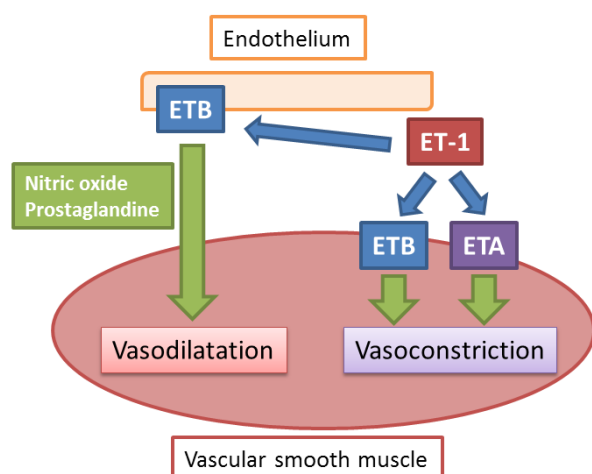 Endothelium
ETB
ET-1
Nitric oxide
Prostaglandine
ETB
ETA
Vasodilatation
Vasoconstriction
Vascular smooth muscle